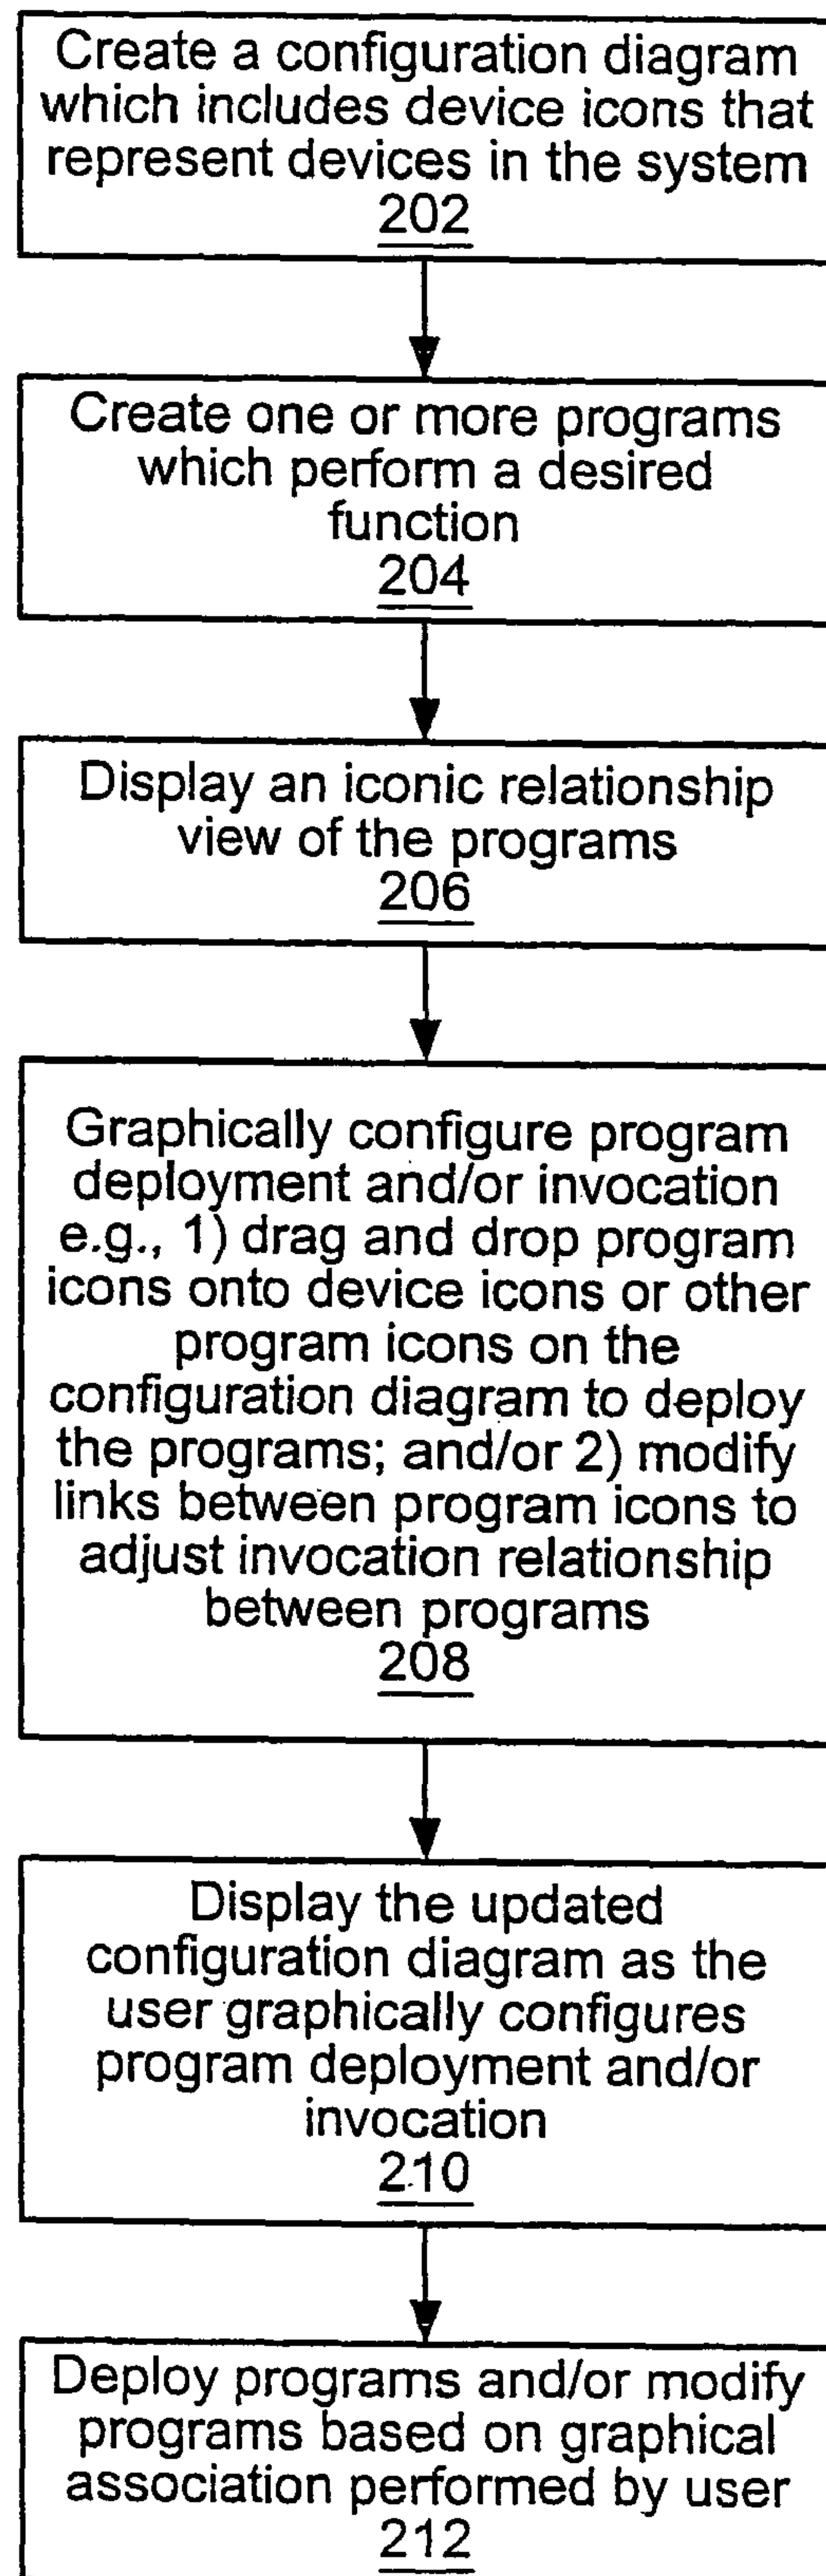 Create a configuration diagram
which includes device icons that
represent devices in the system
202
Create one or more programs
which perform a desired
function
204
Display an iconic relationship
view of the programs
206
Graphically configure program
deployment and/or invocation
e.g., 1) drag and drop program
icons onto device icons or other
program icons on the
configuration diagram to deploy
the programs; and/or 2) modify
links between program icons to
adjust invocation relationship
between programs
208
Display the updated
configuration diagram as the
user graphically configures
program deployment and/or
invocation
210
Deploy programs and/or modify
programs based on graphical
association performed by user
212